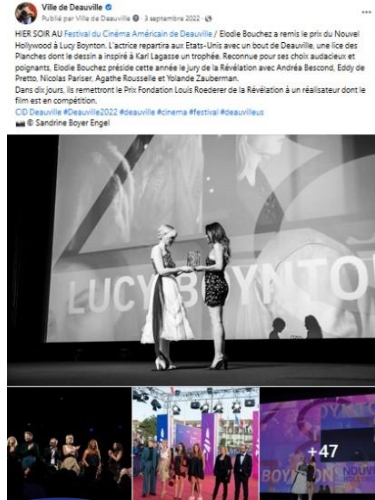 Ville de Deauville
Publié par Ville de Deauville · 3 septembre 2022 ·
HIER SOIR AU Festival du Cinéma Américain de Deauville / Elodie Bouchez a remis le prix du Nouvel
Hollywood à Lucy Boynton. L'actrice repartira aux Etats-Unis avec un bout de Deauville, une lice des
Planches dont le dessin a inspiré à Karl Lagasse un trophée. Reconnue pour ses choix audacieux et
poignants, Elodie Bouchez préside cette année le jury de la Révélation avec Andréa Bescond, Eddy de
Pretto, Nicolas Pariser, Agathe Rousselle et Yolande Zauberman.
Dans dix jours, ils remettront le Prix Fondation Louis Roederer de la Révélation à un réalisateur dont le
film est en compétition.
CID Deauville #Deauville2022 #deauville #cinema #festival #deauvilleus
📷 © Sandrine Boyer Engel
LUCY BOYNTON
+47
BOYNTON
NOUVEL